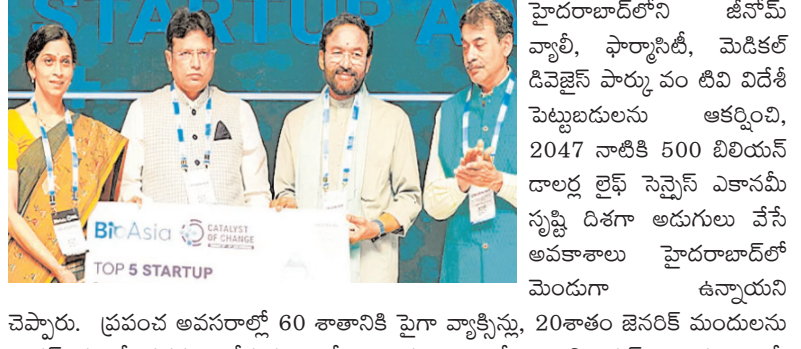 STARTUP A
BioAsia
CATALYST
OF CHANGE
TOP 5 STARTUP
హైదరాబాద్‌లోని జీనోమ్
వ్యాలీ, ఫార్మాసిటీ, మెడికల్
డివైజైస్ పార్కు వం టివి విదేశీ
పెట్టుబడులను ఆకర్షించి,
2047 నాటికి 500 బిలియన్
డాలర్ల లైఫ్ సెన్సైస్ ఎకానమీ
సృష్టి దిశగా అడుగులు వేసే
అవకాశాలు హైదరాబాద్‌లో
మెండుగా ఉన్నాయని
చెప్పారు. ప్రపంచ అవసరాల్లో 60 శాతానికి పైగా వ్యాక్సిన్లు, 20శాతం జెనరిక్ మందులను